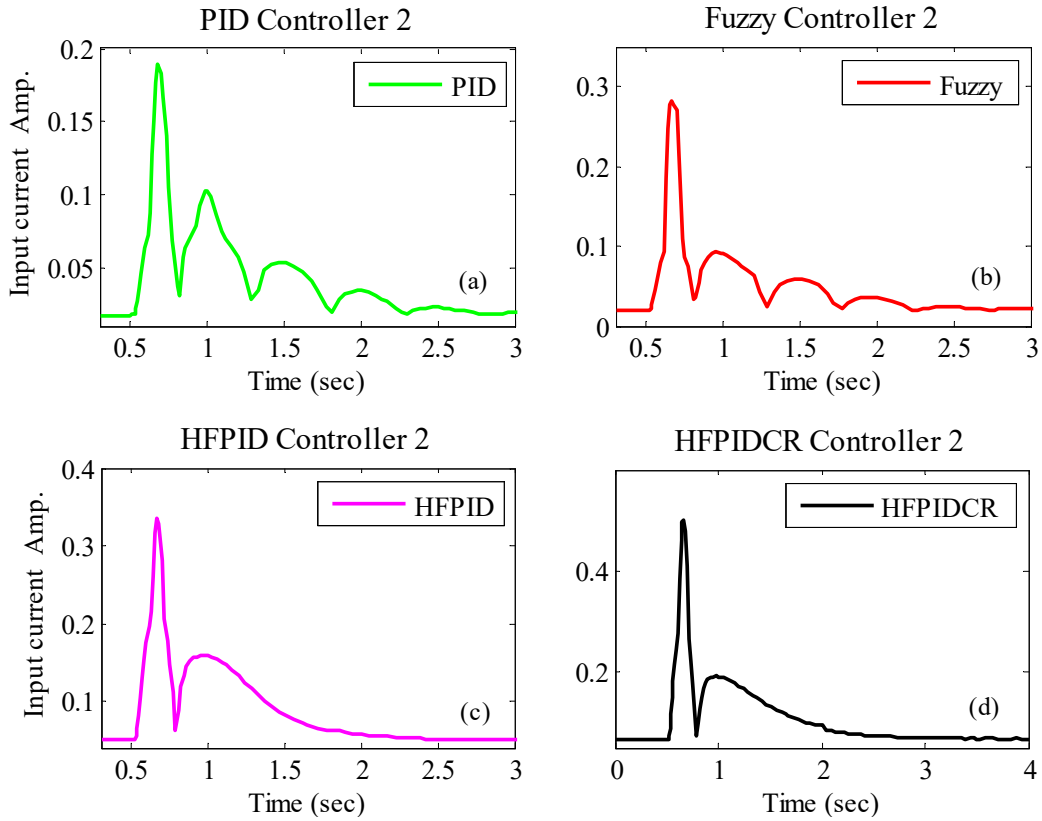 PID Controller 2
0.2
0.15
0.1
0.05
Input current Amp.
PID
(a)
0.5 1 1.5 2 2.5 3
Time (sec)
Fuzzy Controller 2
0.3
0.2
0.1
0
Fuzzy
(b)
0.5 1 1.5 2 2.5 3
Time (sec)
HFPID Controller 2
0.4
0.3
0.2
0.1
Input current Amp.
HFPID
(c)
0.5 1 1.5 2 2.5 3
Time (sec)
HFPIDCR Controller 2
0.4
0.2
HFPIDCR
(d)
0 1 2 3 4
Time (sec)